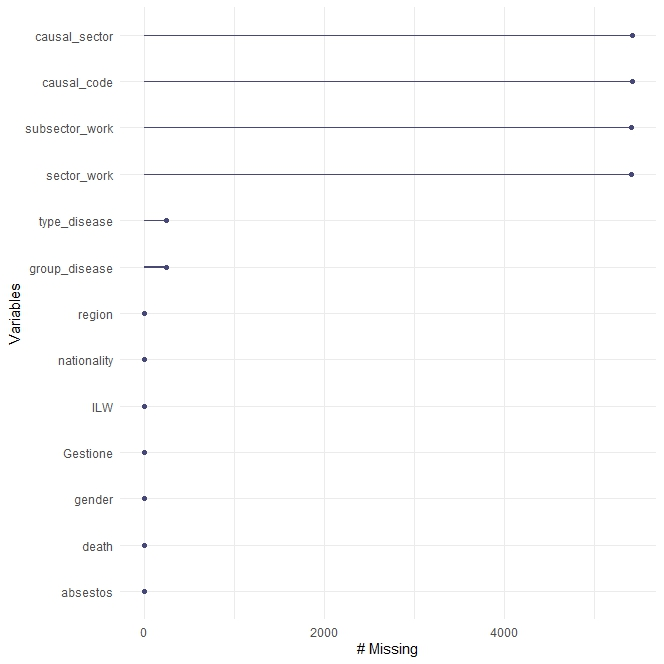 causal_sector
causal_code
subsector_work
sector_work
type_disease
group_disease
region
nationality
ILW
Gestione
gender
death
absestos
Variables
0 2000 4000
# Missing